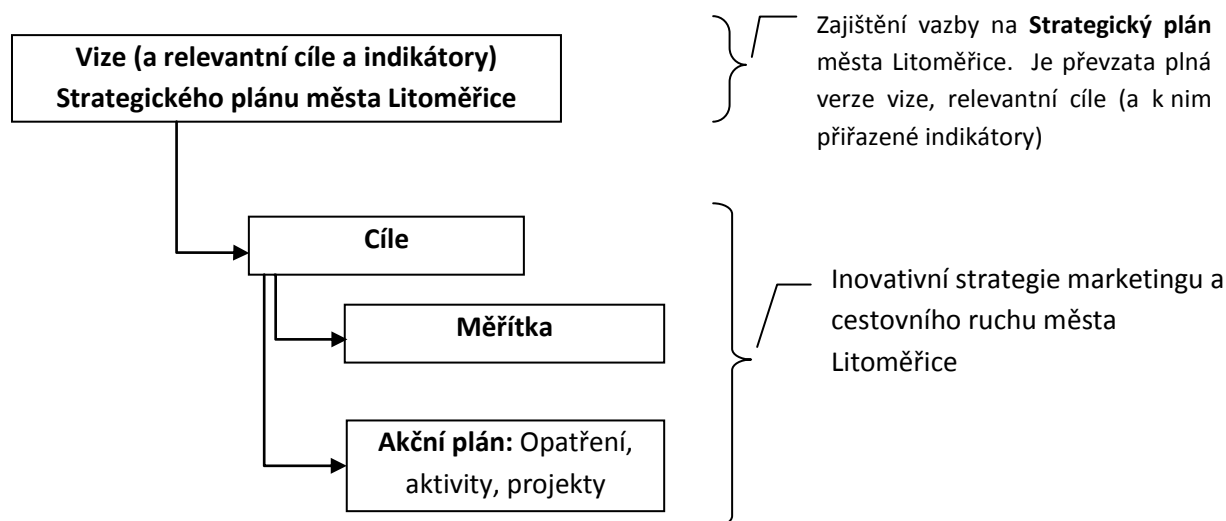 Vize (a relevantní cíle a indikátory)
Strategického plánu města Litoměřice
Zajištění vazby na Strategický plán
města Litoměřice. Je převzata plná
verze vize, relevantní cíle (a k nim
přiřazené indikátory)
Cíle
Měřítka
Akční plán: Opatření,
aktivity, projekty
Inovativní strategie marketingu a
cestovního ruchu města
Litoměřice